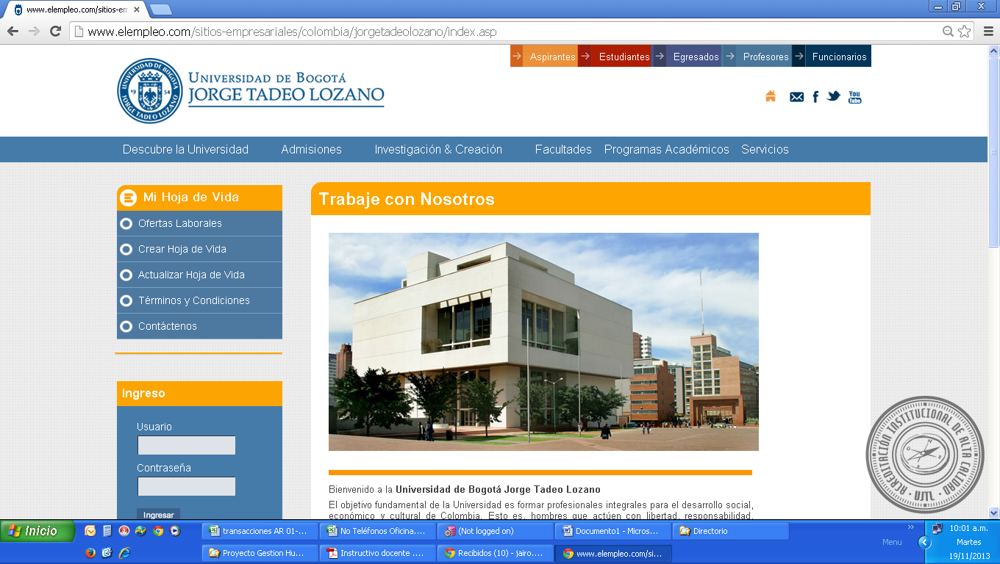 www.elempleo.com/sitios-em
www.elempleo.com/sitios-empresariales/colombia/jorgetadeolozano/index.asp
Aspirantes
Estudiantes
Egresados
Profesores
Funcionarios
UNIVERSIDAD DE BOGOTÁ
JORGE TADEO LOZANO
UNIVERSIDAD DE BOGOTÁ
JORGE TADEO LOZANO
19 54
You
Tube
Descubre la Universidad
Admisiones
Investigación & Creación
Facultades
Programas Académicos
Servicios
Mi Hoja de Vida
Ofertas Laborales
Crear Hoja de Vida
Actualizar Hoja de Vida
Términos y Condiciones
Contáctenos
Ingreso
Usuario
Contraseña
Ingresar
Trabaje con Nosotros
Bienvenido a la Universidad de Bogotá Jorge Tadeo Lozano
El objetivo fundamental de la Universidad es formar profesionales integrales para el desarrollo social,
económico y cultural de Colombia. Esto es, hombres que actúen con libertad, responsabilidad,
ACREDITACIÓN INSTITUCIONAL DE ALTA CALIDAD
UJTL
Inicio
transacciones AR 01-...
No Teléfonos Oficina....
(Not logged on)
Documento1 - Micros...
Directorio
Proyecto Gestion Hu...
Instructivo docente ....
Recibidos (10) - jairo....
www.elempleo.com/si...
Menu
10:01 a.m.
Martes
19/11/2013